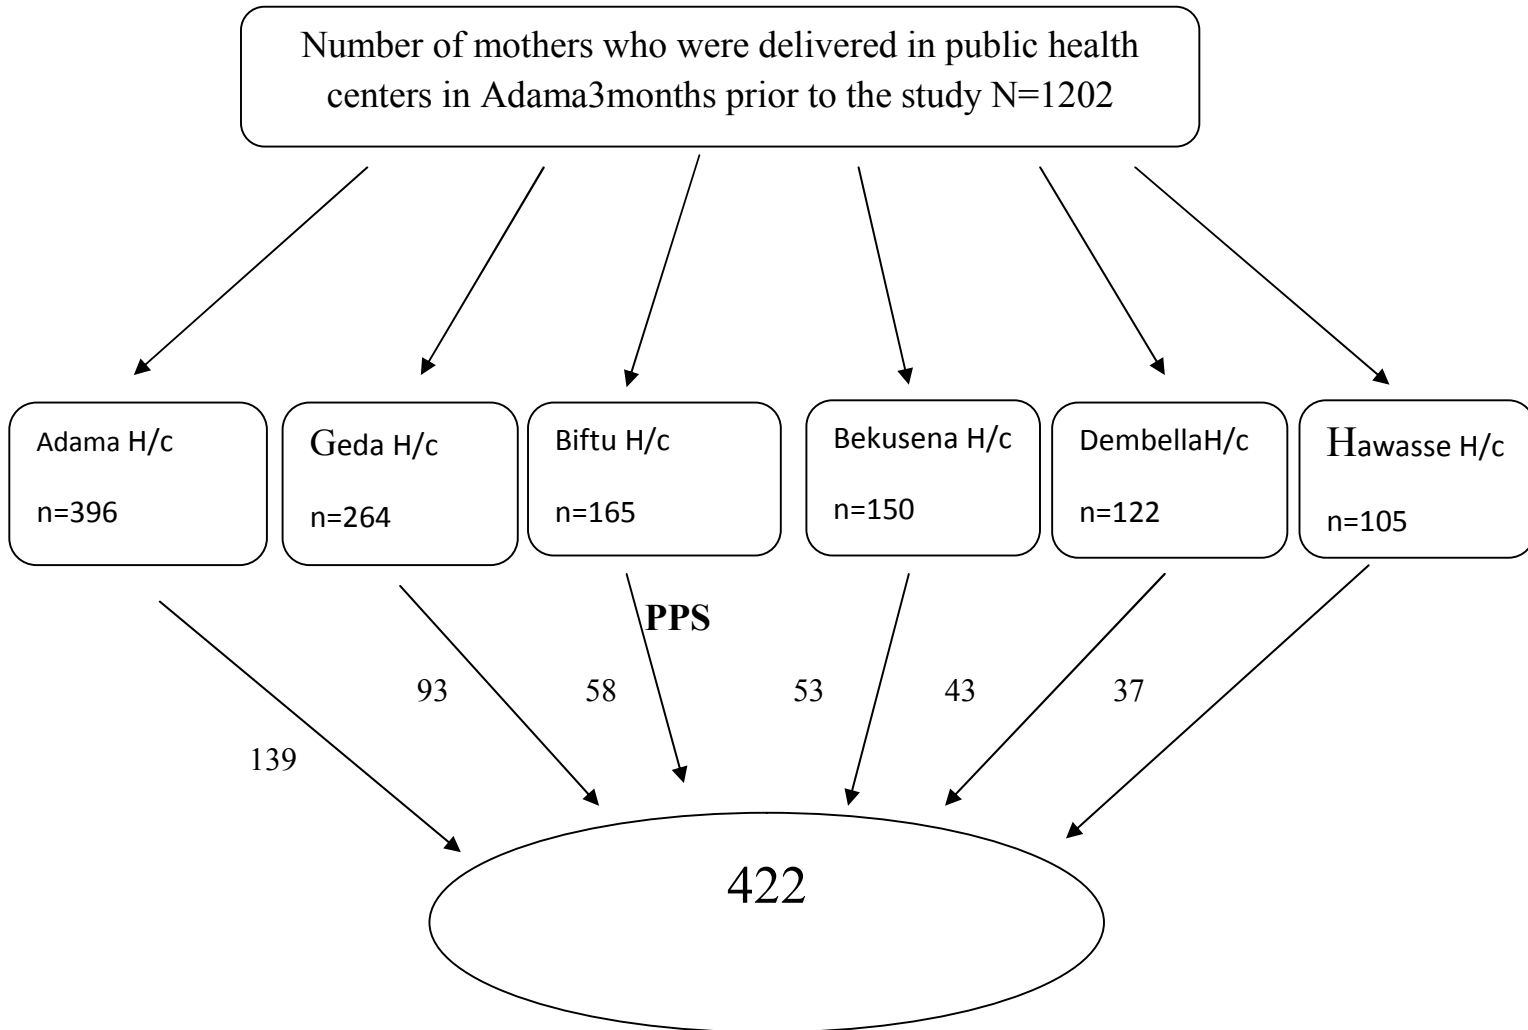 Number of mothers who were delivered in public health
centers in Adama3months prior to the study N=1202
Adama H/c
n=396
Geda H/c
n=264
Biftu H/c
n=165
Bekusena H/c
n=150
DembellaH/c
n=122
Hawasse H/c
n=105
PPS
139
93
58
53
43
37
422